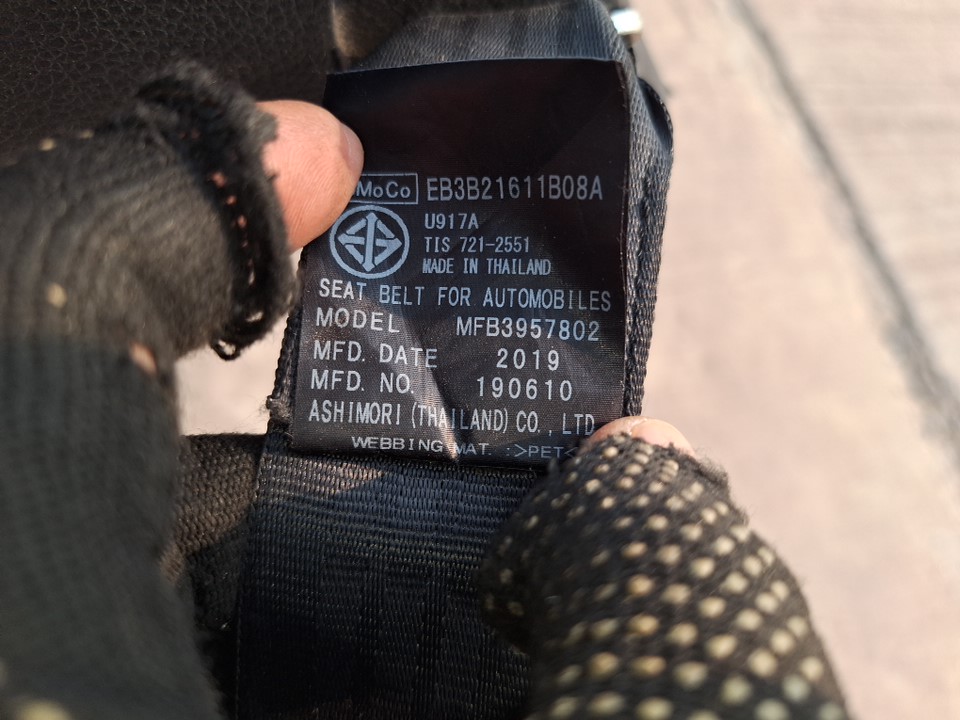 MoCo EB3B21611B08A
U917A
TIS 721-2551
MADE IN THAILAND
SEAT BELT FOR AUTOMOBILES
MODEL MFB3957802
MFD. DATE 2019
MFD. NO. 190610
ASHIMORI (THAILAND) CO., LTD.
WEBBING MAT. :>PET<